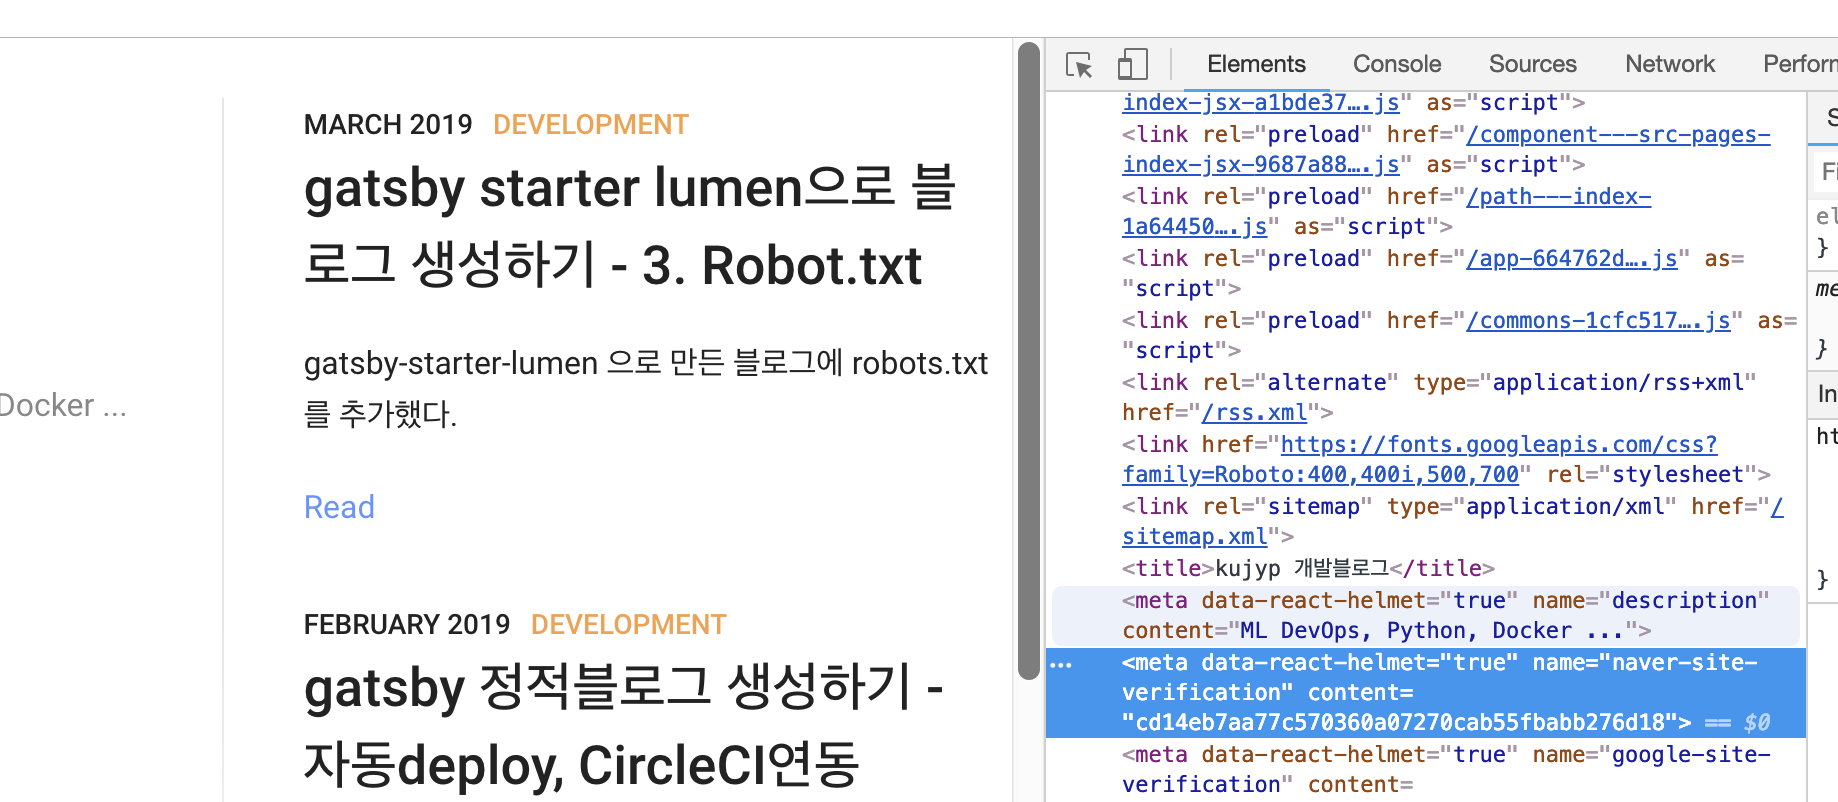 Docker ...
MARCH 2019 DEVELOPMENT
gatsby starter lumen으로 블
로그 생성하기 - 3. Robot.txt
gatsby-starter-lumen 으로 만든 블로그에 robots.txt
를 추가했다.
Read
FEBRUARY 2019 DEVELOPMENT
gatsby 정적블로그 생성하기 -
자동deploy, CircleCI연동
Elements Console Sources Network
index-jsx-a1bde37….js" as="script">
<link rel="preload" href="/component---src-pages-
index-jsx-9687a88….js" as="script">
<link rel="preload" href="/path---index-
1a64450….js" as="script">
<link rel="preload" href="/app-664762d….js" as=
"script">
<link rel="preload" href="/commons-1cfc517….js" as=
"script">
<link rel="alternate" type="application/rss+xml"
href="/rss.xml">
<link href="https://fonts.googleapis.com/css?
family=Roboto:400,400i,500,700" rel="stylesheet">
<link rel="sitemap" type="application/xml" href="/
sitemap.xml">
<title>kujyp 개발블로그</title>
<meta data-react-helmet="true" name="description"
content="ML DevOps, Python, Docker ...">
… <meta data-react-helmet="true" name="naver-site-
verification" content=
"cd14eb7aa77c570360a07270cab55fbabb276d18"> == $0
<meta data-react-helmet="true" name="google-site-
verification" content=
}
}
}